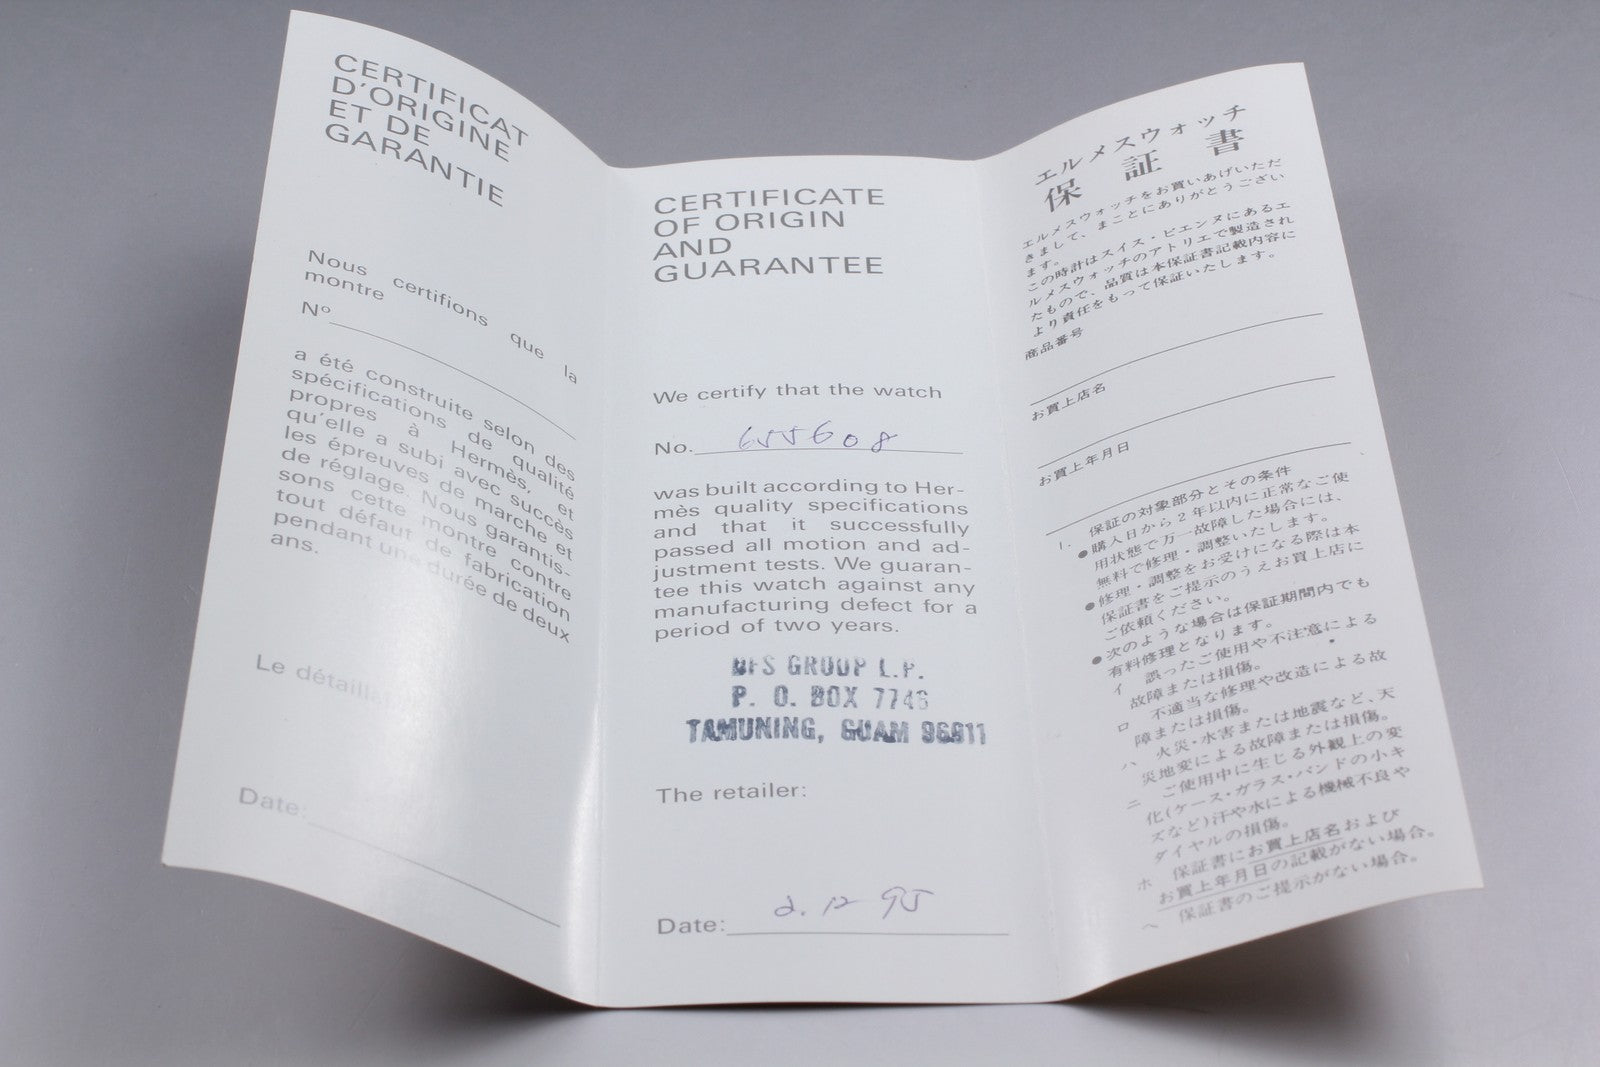 CERTIFICAT
D'ORIGINE
ET DE
GARANTIE
Nous certifions que la
montre
Nº
a été construite selon des
spécifications de qualité
propres à Hermès, et
qu'elle a subi avec succès
les épreuves de marche et
de réglage. Nous garantis-
sons cette montre contre
tout défaut de fabrication
pendant une durée de deux
ans.
Le détaillant
Date:
CERTIFICATE
OF ORIGIN
AND
GUARANTEE
We certify that the watch
No. 655608
was built according to Her-
mès quality specifications
and that it successfully
passed all motion and ad-
justment tests. We guaran-
tee this watch against any
manufacturing defect for a
period of two years.
DFS GROUP L.P.
P. O. BOX 7746
TAMUNING, GUAM 96911
The retailer:
Date: 2. 12 95
エルメスウォッチ
保証書
エルメスウォッチをお買いあげいただ
きまして、まことにありがとうござい
ます。
この時計はスイス・ビエンヌにあるエ
ルメスウォッチのアトリエで製造され
たもので、品質は本保証書記載内容に
より責任をもって保証いたします。
商品番号
お買上店名
お買上年月日
1. 保証の対象部分とその条件
●購入日から2年以内に正常なご使
用状態で万一故障した場合には、
無料で修理・調整いたします。
●修理・調整をお受けになる際は本
保証書をご提示のうえお買上店に
ご依頼ください。
●次のような場合は保証期間内でも
有料修理となります。
イ 誤ったご使用や不注意による
故障または損傷。
ロ 不適当な修理や改造による故
障または損傷。
ハ 火災・水害または地震など、天
災地変による故障または損傷。
ニ ご使用中に生じる外観上の変
化(ケース・ガラス・バンドの小キ
ズなど)汗や水による機械不良や
ダイヤルの損傷。
ホ 保証書にお買上店名および
お買上年月日の記載がない場合。
ヘ 保証書のご提示がない場合。